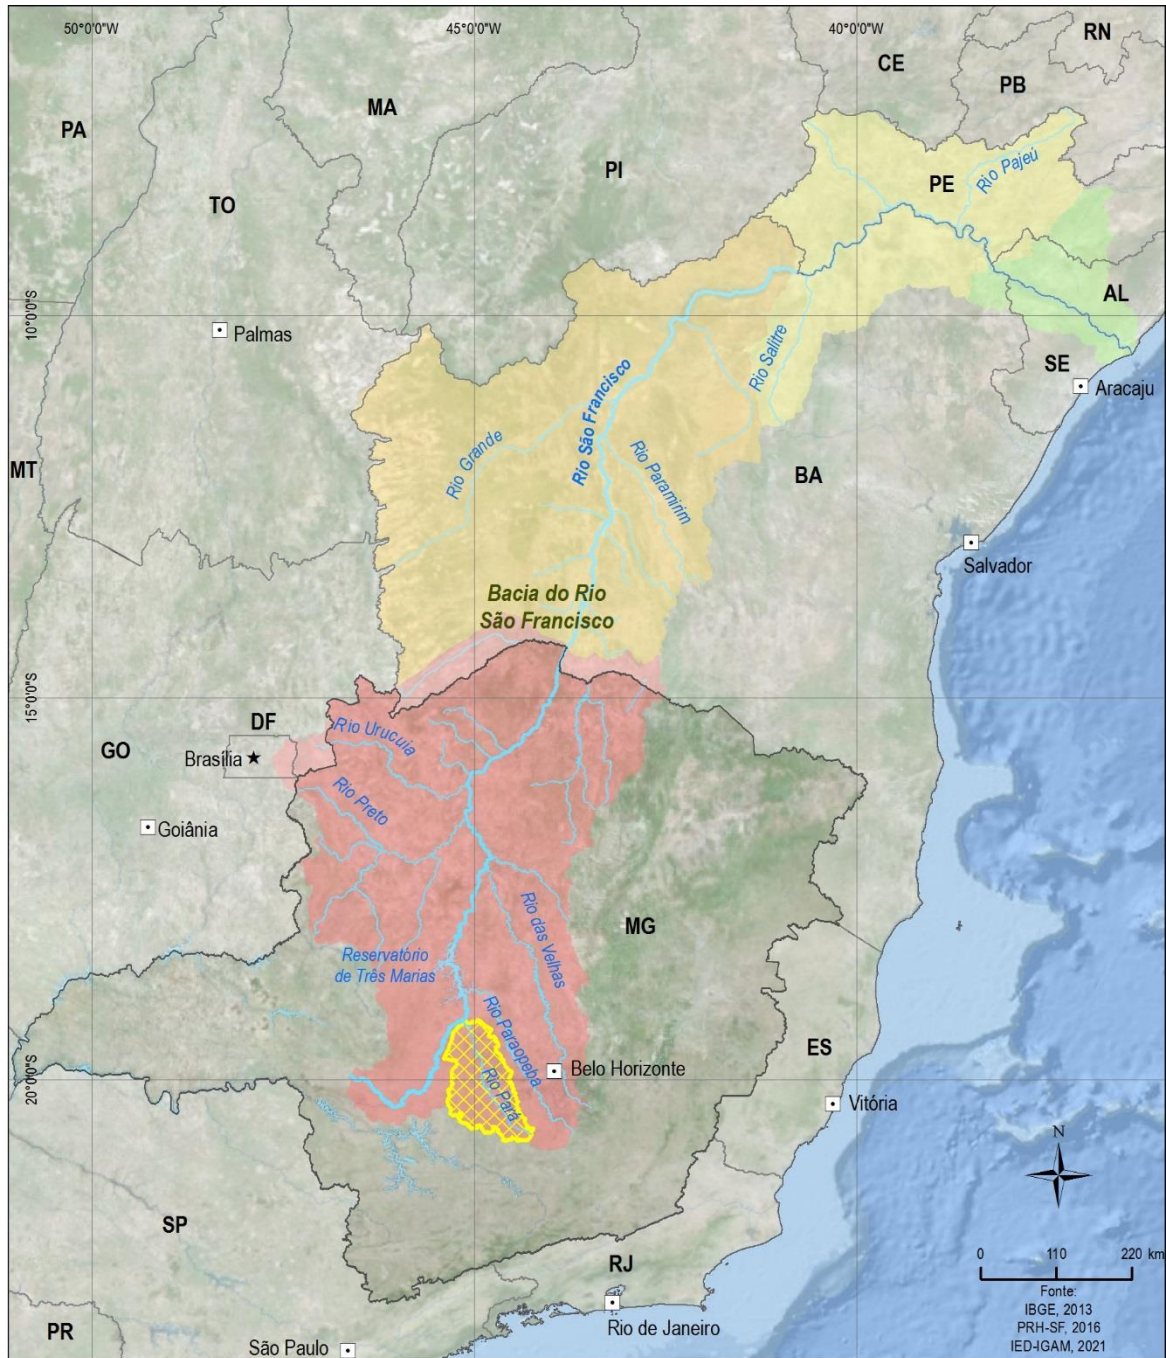 50°0'0"W
45°0'0"W
40°0'0"W
RN
CE
PB
MA
PA
PI
PE
Rio Pajeú
TO
10°0'0"S
AL
Palmas
Rio Salitre
SE
Aracaju
Rio São Francisco
Rio Grande
Rio Paramirim
MT
BA
Salvador
Bacia do Rio
São Francisco
15°0'0"S
DF
Rio Urucuia
GO
Brasília
Rio Preto
Goiânia
Rio das Velhas
MG
Reservatório
de Três Marias
Rio Paraopeba
ES
Belo Horizonte
20°0'0"S
Rio Pará
Vitória
N
SP
RJ
0 110 220 km
Fonte:
IBGE, 2013
PRH-SF, 2016
IED-IGAM, 2021
Rio de Janeiro
PR
São Paulo